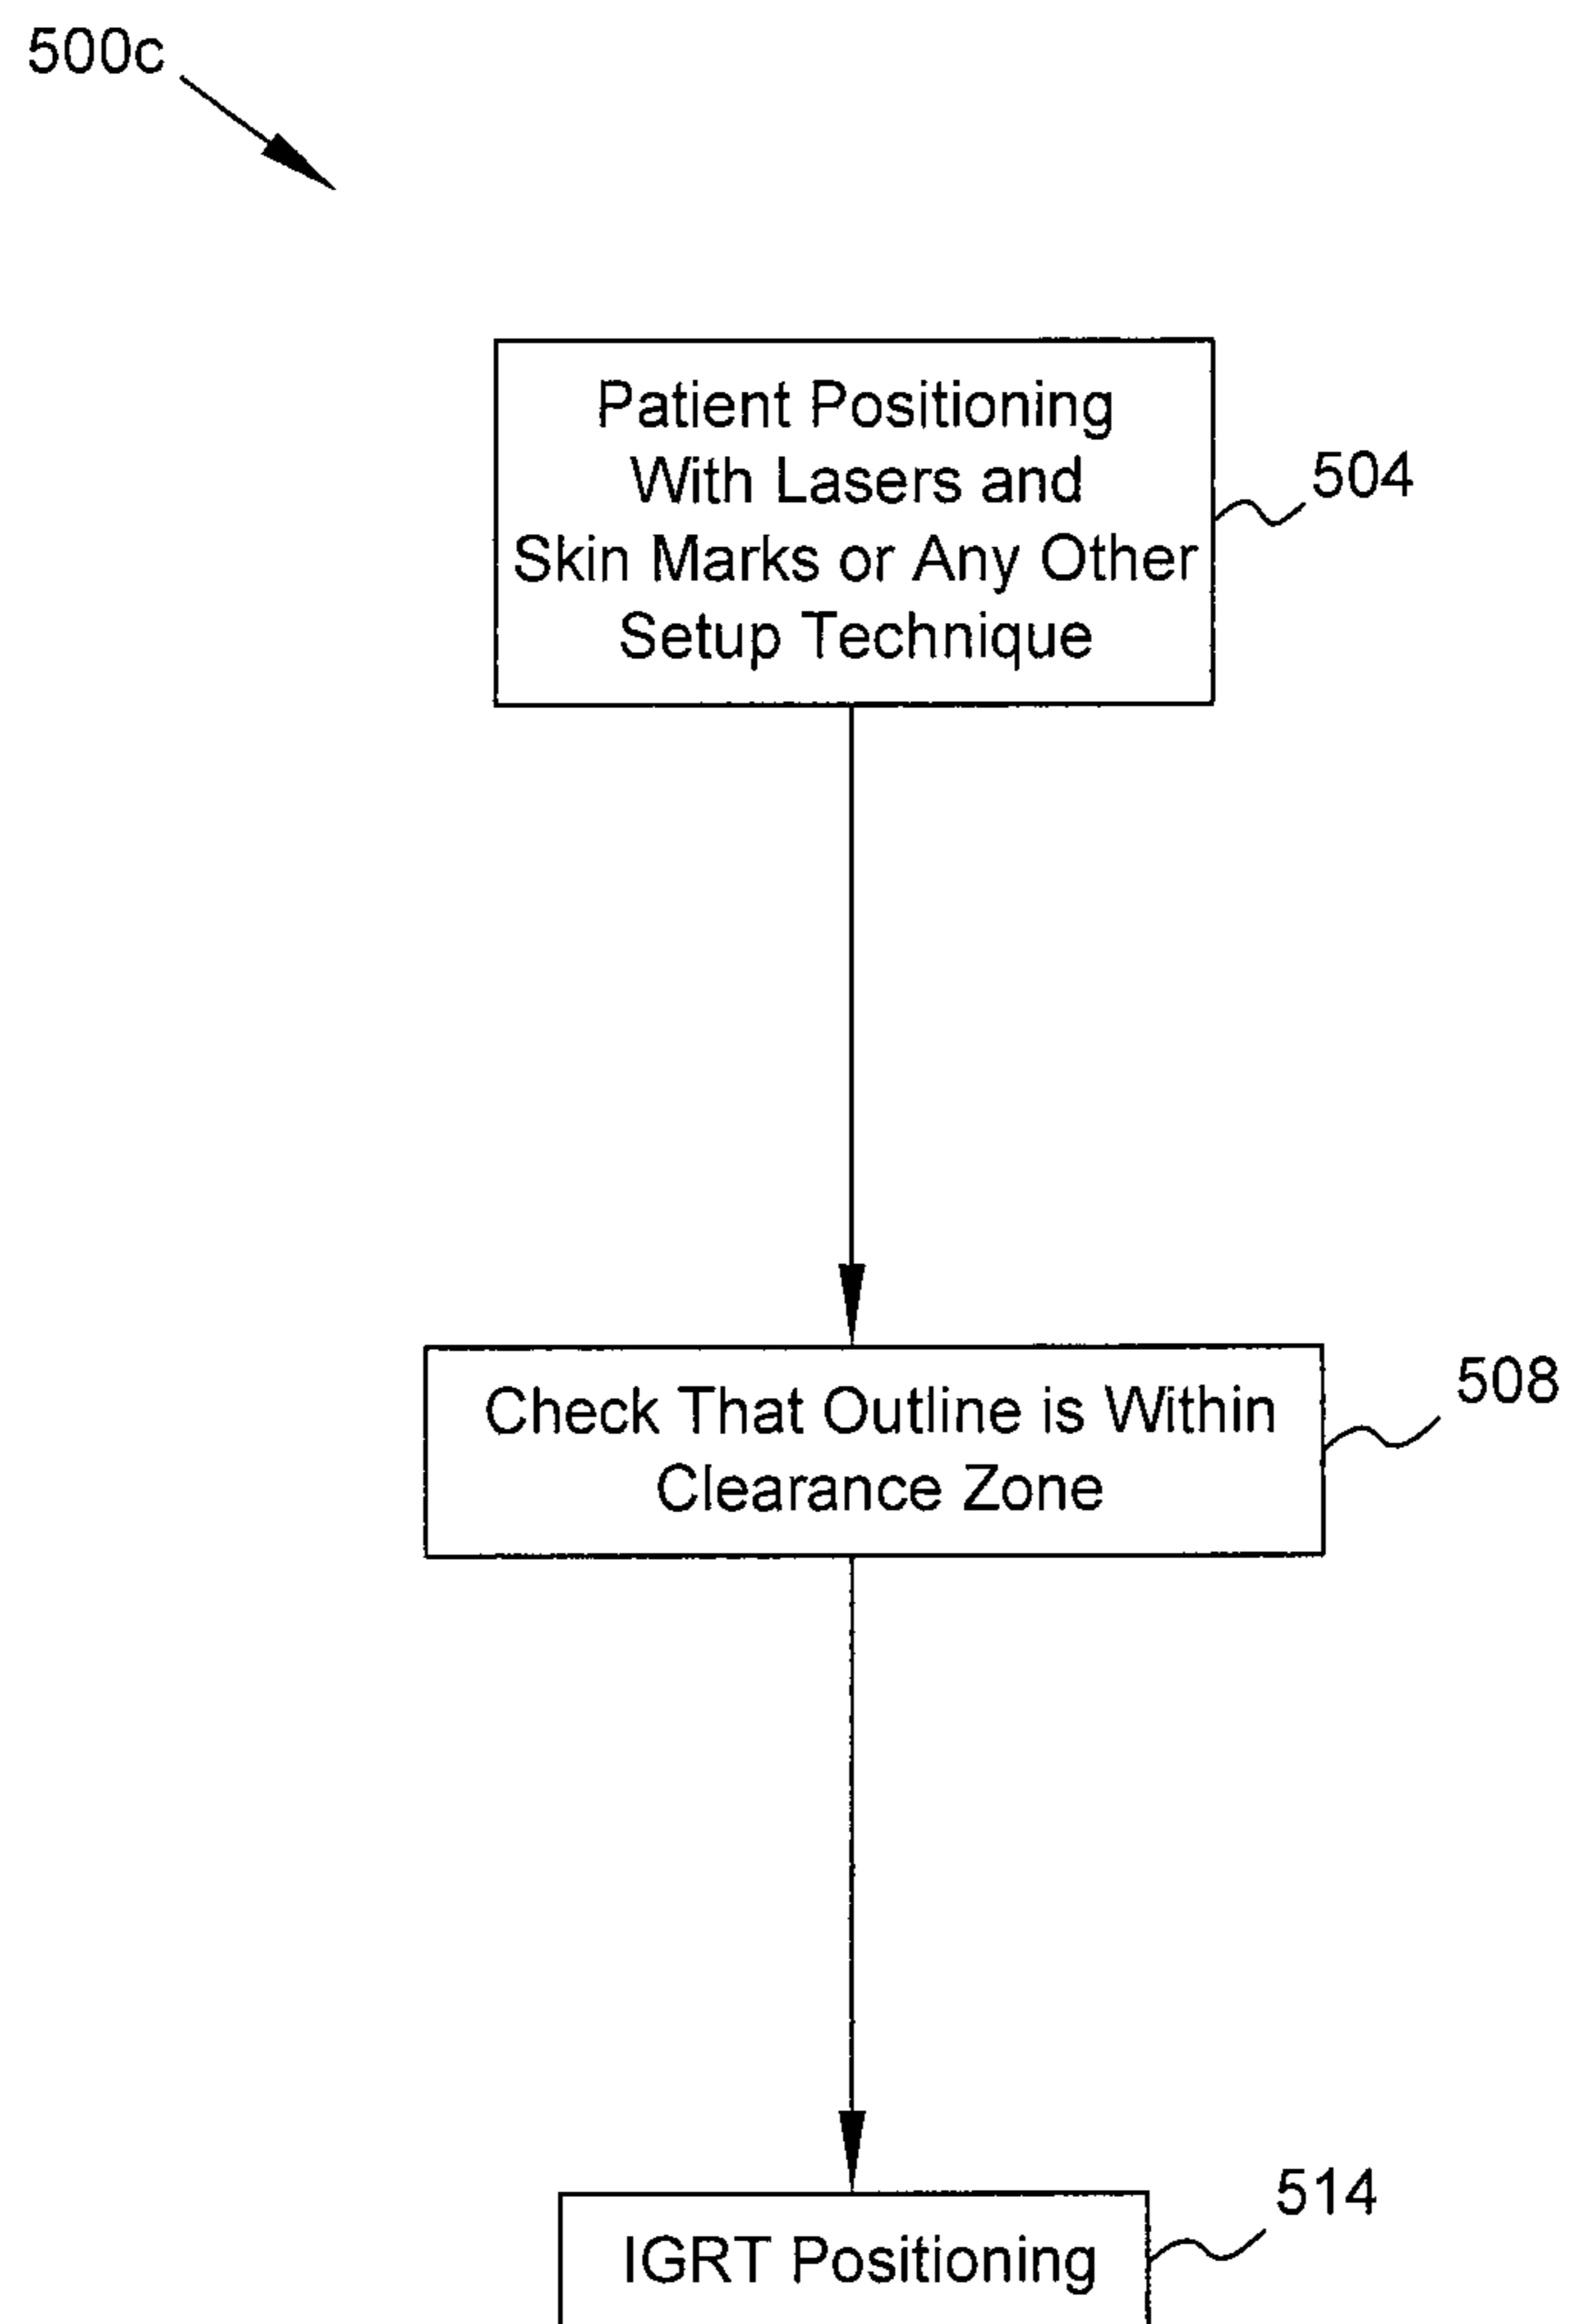 500c
Patient Positioning
With Lasers and
Skin Marks or Any Other
Setup Technique
504
Check That Outline is Within
Clearance Zone
508
IGRT Positioning
514